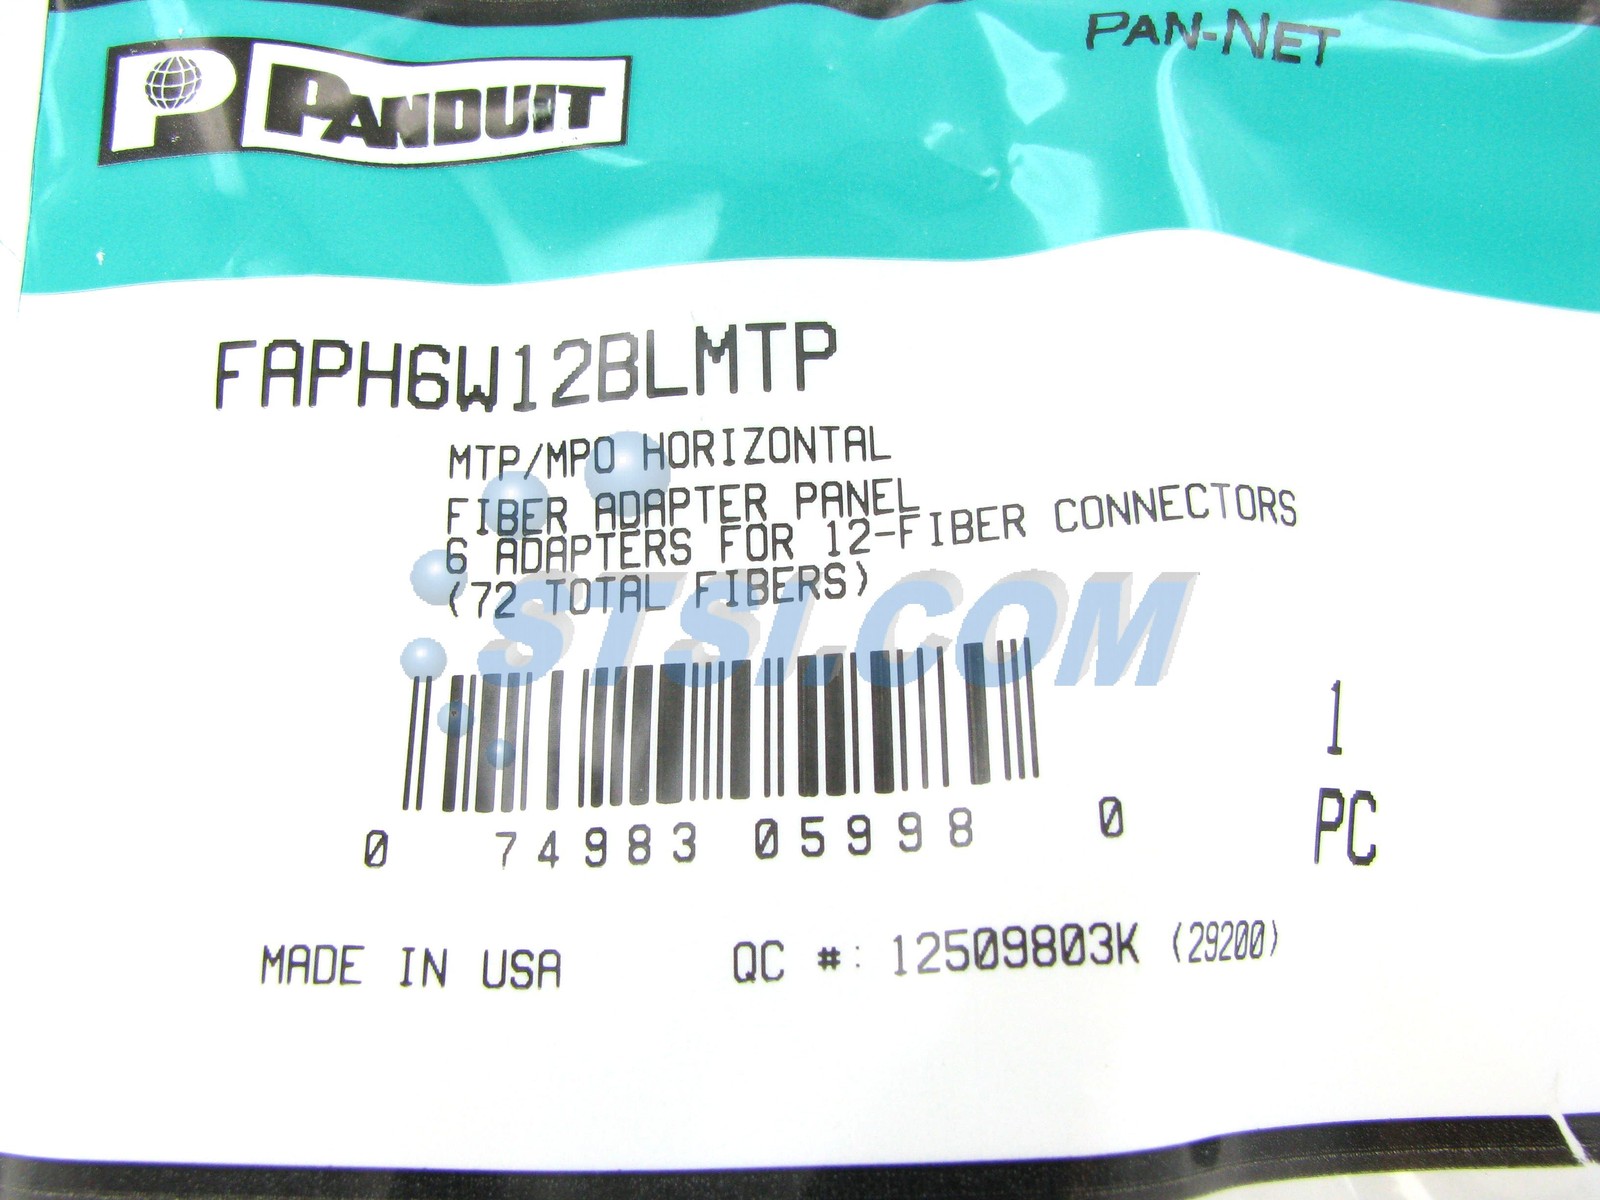 PAN-NET
P PANDUIT
FAPH6W12BLMTP
MTP/MPO HORIZONTAL
FIBER ADAPTER PANEL
6 ADAPTERS FOR 12-FIBER CONNECTORS
(72 TOTAL FIBERS)
STSI.COM
0 74983 05998 0
1
PC
MADE IN USA QC #: 12509803K (29200)